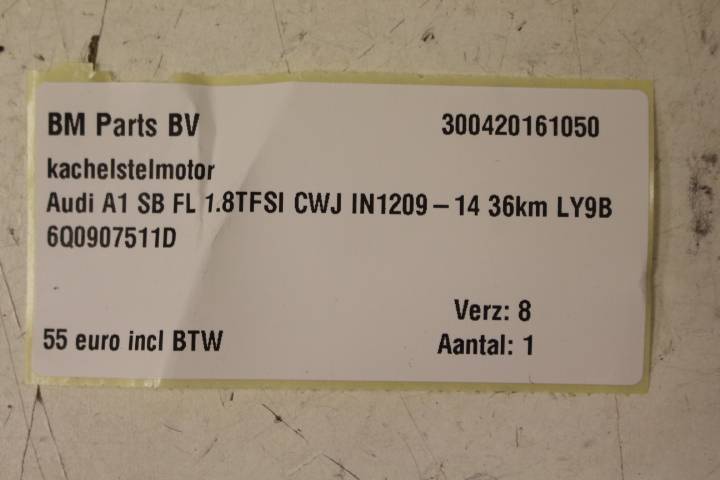 BM Parts BV 300420161050
kachelstelmotor
Audi A1 SB FL 1.8TFSI CWJ IN1209-14 36km LY9B
6Q0907511D
Verz: 8
55 euro incl BTW Aantal: 1